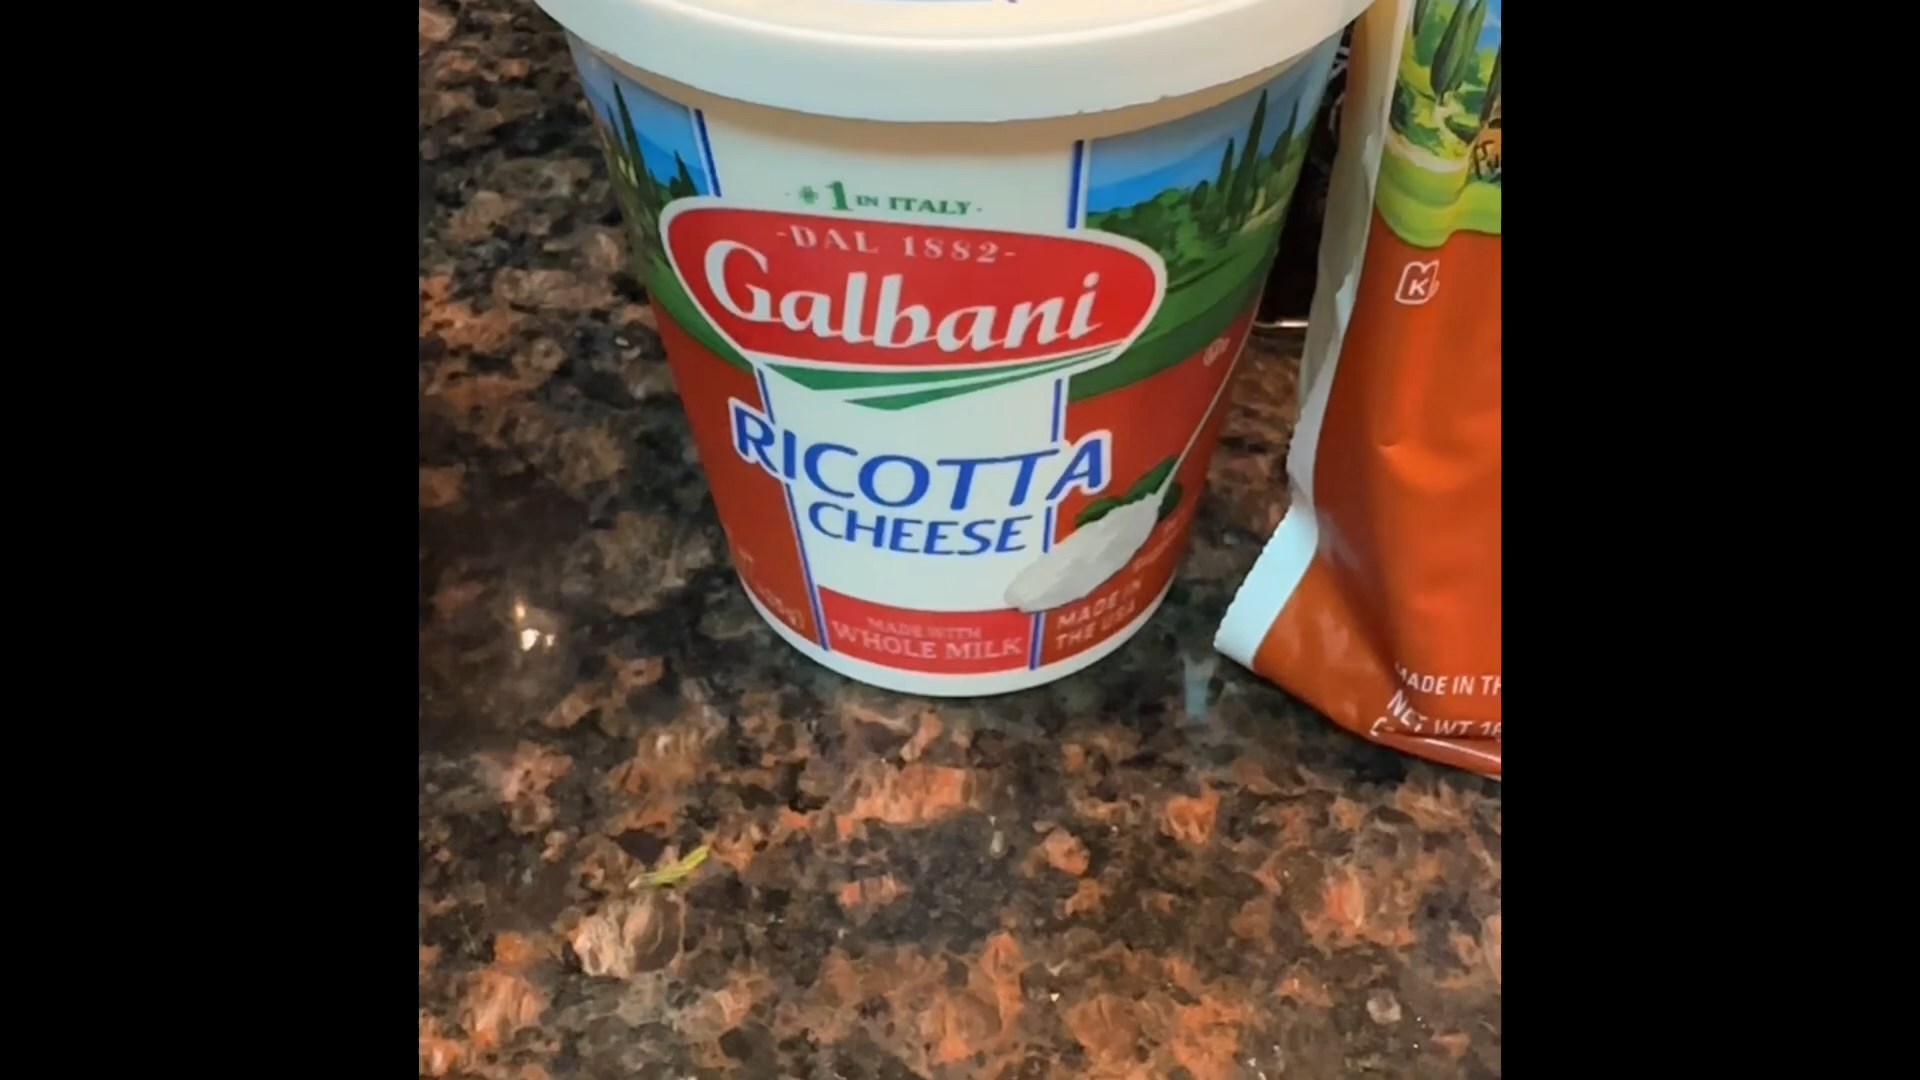 #1 IN ITALY
-DAL 1882-
Galbani
RICOTTA
CHEESE
MADE WITH
WHOLE MILK
MADE IN
THE USA
K
MADE IN TH
NET WT 16